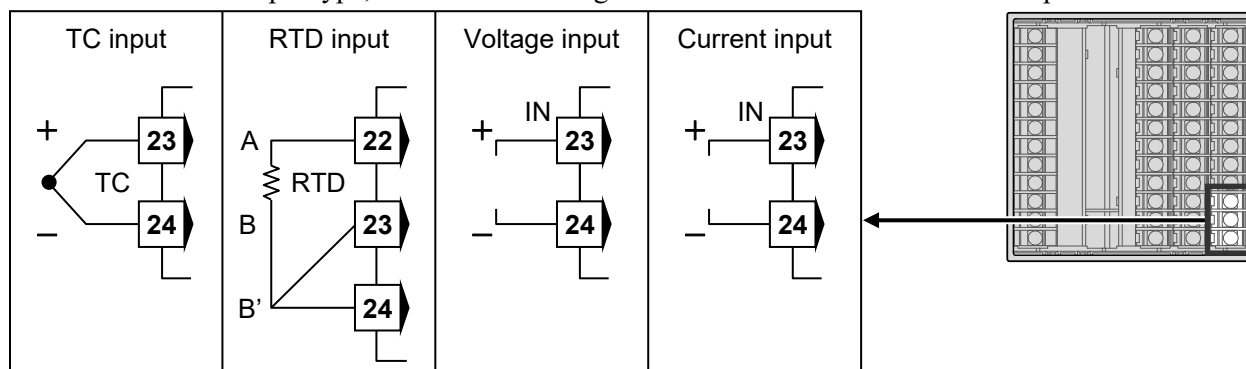 TC input
+
23
TC
24
−
RTD input
A
22
RTD
B
23
B’
24
Voltage input
IN
+
23
24
−
Current input
IN
+
23
24
−